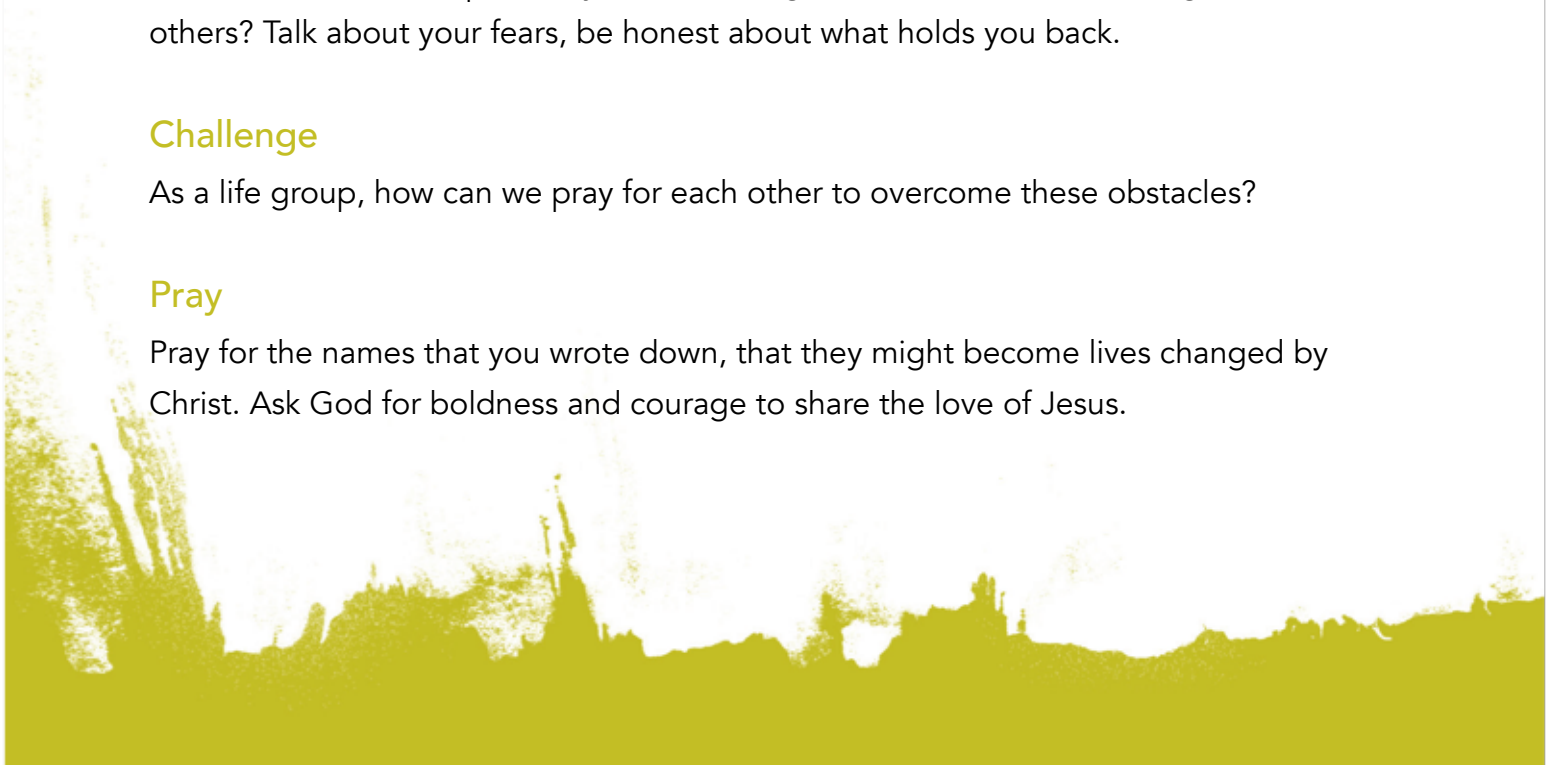 others? Talk about your fears, be honest about what holds you back.
Challenge
As a life group, how can we pray for each other to overcome these obstacles?
Pray
Pray for the names that you wrote down, that they might become lives changed by
Christ. Ask God for boldness and courage to share the love of Jesus.